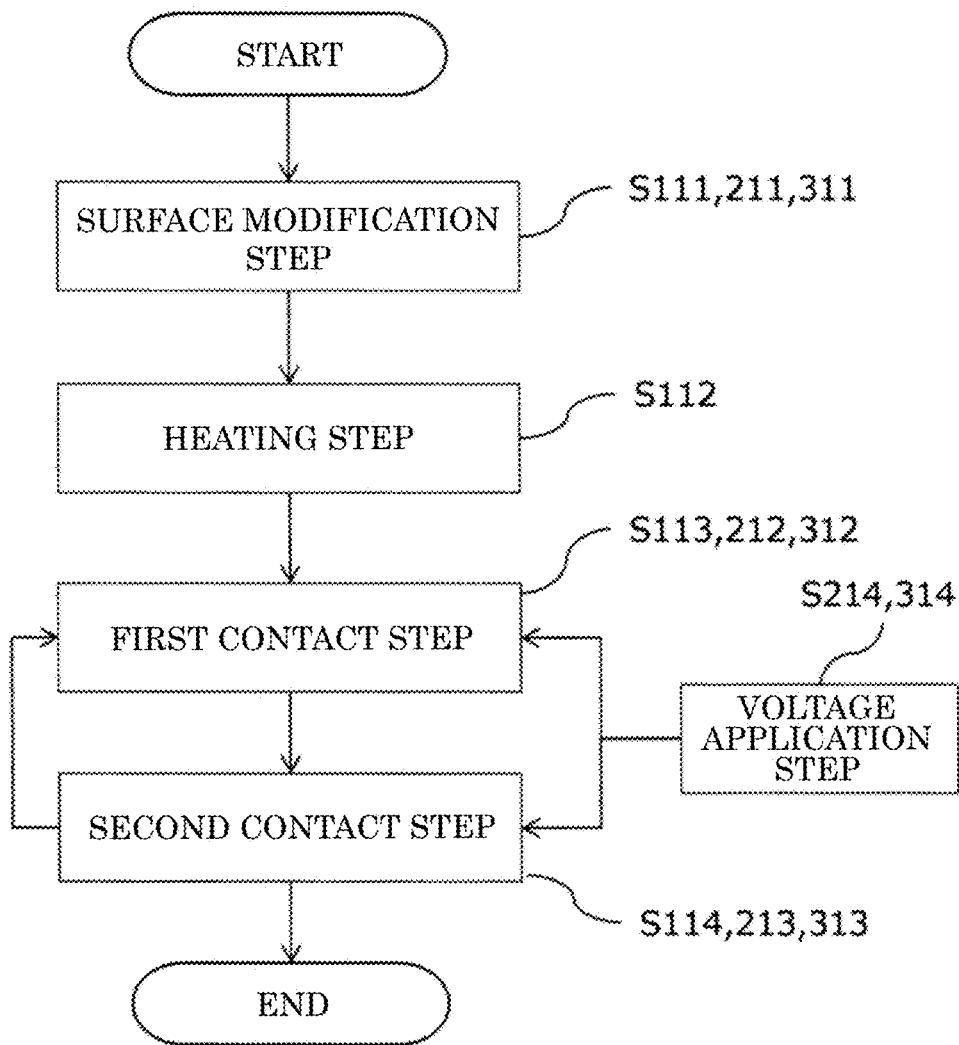 START
S111,211,311
SURFACE MODIFICATION
STEP
S112
HEATING STEP
S113,212,312
FIRST CONTACT STEP
S214,314
VOLTAGE
APPLICATION
STEP
SECOND CONTACT STEP
S114,213,313
END